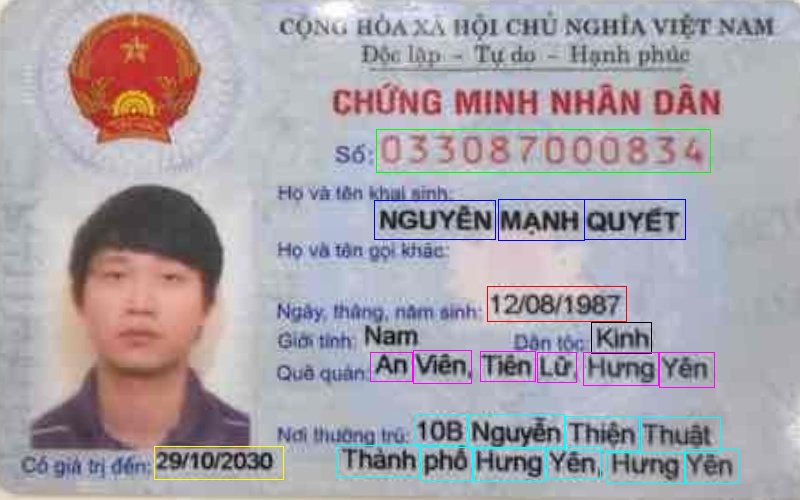 CỘNG HÒA XÃ HỘI CHỦ NGHĨA VIỆT NAM
Độc lập - Tự do - Hạnh phúc
CHỨNG MINH NHÂN DÂN
Số: 033087000834
Họ và tên khai sinh:
NGUYỄN MẠNH QUYẾT
Họ và tên gọi khác:
Ngày, tháng, năm sinh: 12/08/1987
Giới tính: Nam Dân tộc: Kinh
Quê quán: An Viên, Tiên Lữ, Hưng Yên
Nơi thường trú: 10B Nguyễn Thiện Thuật
Thành phố Hưng Yên, Hưng Yên
Có giá trị đến: 29/10/2030